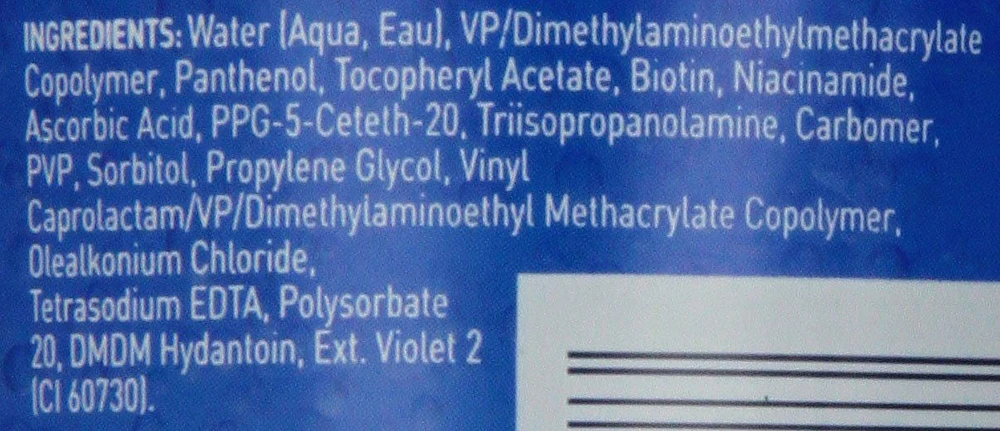 INGREDIENTS: Water (Aqua, Eau), VP/Dimethylaminoethylmethacrylate
Copolymer, Panthenol, Tocopheryl Acetate, Biotin, Niacinamide,
Ascorbic Acid, PPG-5-Ceteth-20, Triisopropanolamine, Carbomer,
PVP, Sorbitol, Propylene Glycol, Vinyl
Caprolactam/VP/Dimethylaminoethyl Methacrylate Copolymer,
Olealkonium Chloride,
Tetrasodium EDTA, Polysorbate
20, DMDM Hydantoin, Ext. Violet 2
(CI 60730).